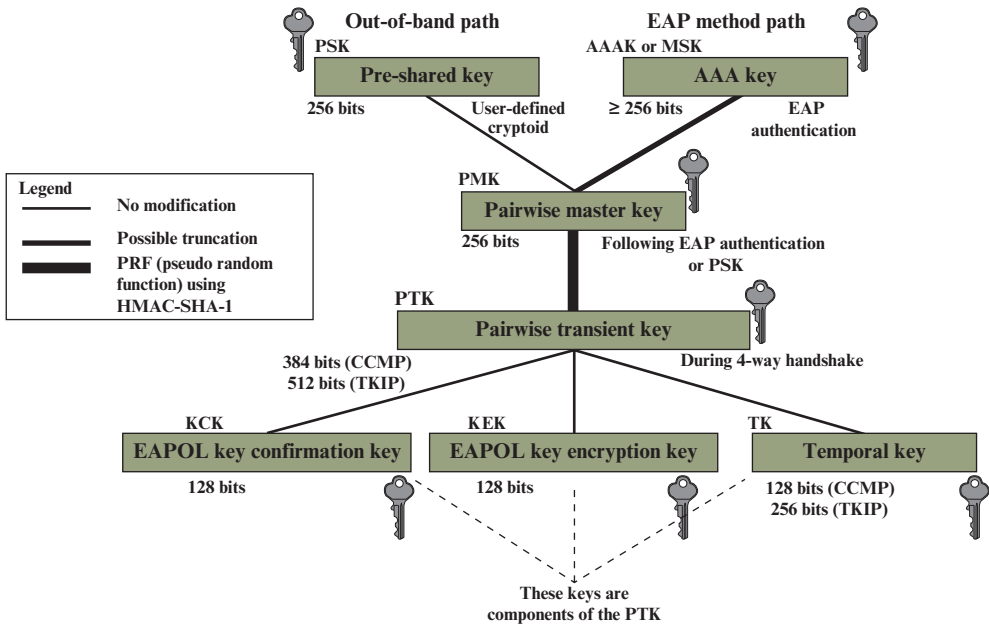 Out-of-band path
EAP method path
PSK
AAAK or MSK
Pre-shared key
AAA key
256 bits
User-defined
cryptoid
≥ 256 bits
EAP
authentication
Legend
No modification
Possible truncation
PRF (pseudo random
function) using
HMAC-SHA-1
PMK
Pairwise master key
256 bits
Following EAP authentication
or PSK
PTK
Pairwise transient key
384 bits (CCMP)
512 bits (TKIP)
During 4-way handshake
KCK
KEK
TK
EAPOL key confirmation key
EAPOL key encryption key
Temporal key
128 bits
128 bits
128 bits (CCMP)
256 bits (TKIP)
These keys are
components of the PTK